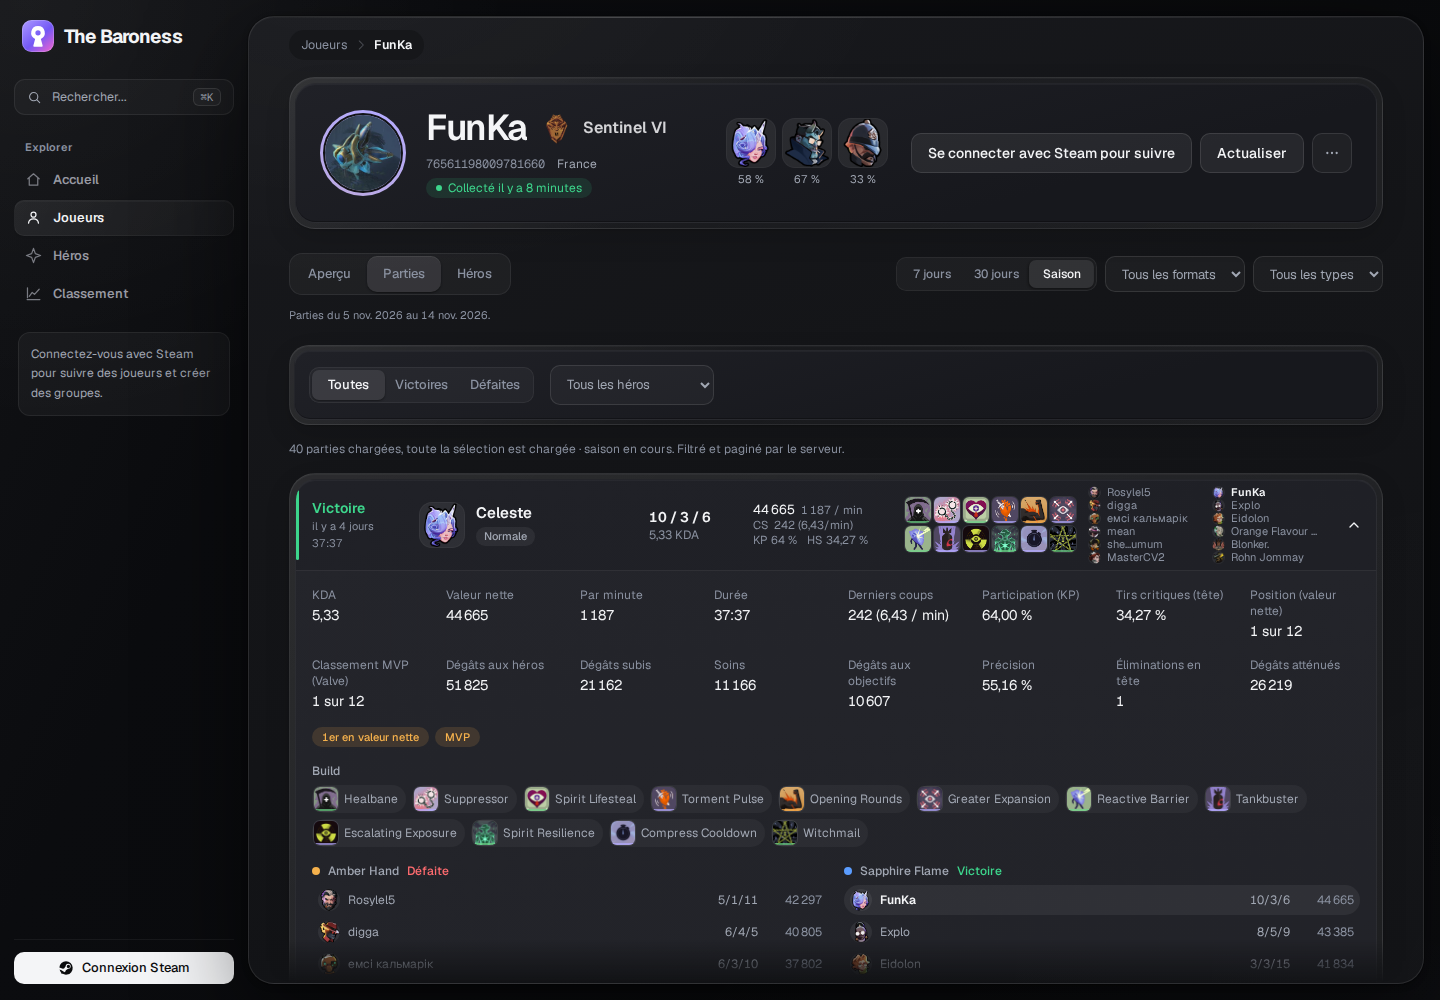 The Baroness
Rechercher... ⌘K
Explorer
Accueil
Joueurs
Héros
Classement
Connectez-vous avec Steam
pour suivre des joueurs et créer
des groupes.
Connexion Steam
Joueurs FunKa
FunKa Sentinel VI
76561198009781660 France
Collecté il y a 8 minutes
58 % 67 % 33 %
Se connecter avec Steam pour suivre Actualiser ···
Aperçu Parties Héros
7 jours 30 jours Saison Tous les formats Tous les types
Parties du 5 nov. 2026 au 14 nov. 2026.
Toutes Victoires Défaites Tous les héros
40 parties chargées, toute la sélection est chargée · saison en cours. Filtré et paginé par le serveur.
Victoire
il y a 4 jours
37:37
Celeste
Normale
10 / 3 / 6
5,33 KDA
44 665 1 187 / min
CS 242 (6,43/min)
KP 64 % HS 34,27 %
Rosylel5
digga
емсі кальмарік
mean
she...umum
MasterCV2
FunKa
Explo
Eidolon
Orange Flavour ...
Blonker.
Rohn Jommay
KDA Valeur nette Par minute Durée Derniers coups Participation (KP) Tirs critiques (tête) Position (valeur
nette)
5,33 44 665 1 187 37:37 242 (6,43 / min) 64,00 % 34,27 %
1 sur 12
Classement MVP Dégâts aux héros Dégâts subis Soins Dégâts aux Précision Éliminations en Dégâts atténués
(Valve) objectifs tête
51 825 21 162 11 166 55,16 % 26 219
1 sur 12 10 607 1
1er en valeur nette MVP
Build
Healbane Suppressor Spirit Lifesteal Torment Pulse Opening Rounds Greater Expansion Reactive Barrier Tankbuster
Escalating Exposure Spirit Resilience Compress Cooldown Witchmail
Amber Hand Défaite
Rosylel5 5/1/11 42 297
digga 6/4/5 40 805
емсі кальмарік 6/3/10 37 802
Sapphire Flame Victoire
FunKa 10/3/6 44 665
Explo 8/5/9 43 385
Eidolon 3/3/15 41 834